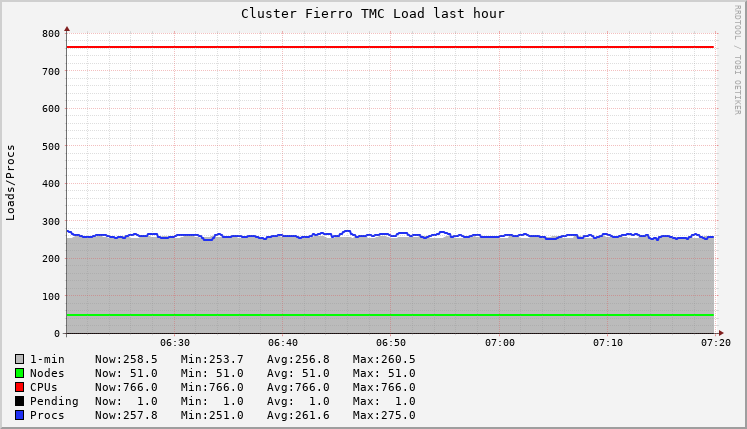 Cluster Fierro TMC Load last hour
RRDTOOL / TOBI OETIKER
Loads/Procs
800
700
600
500
400
300
200
100
0
06:30 06:40 06:50 07:00 07:10 07:20
1-min Now:258.5 Min:253.7 Avg:256.8 Max:260.5
Nodes Now: 51.0 Min: 51.0 Avg: 51.0 Max: 51.0
CPUs Now:766.0 Min:766.0 Avg:766.0 Max:766.0
Pending Now: 1.0 Min: 1.0 Avg: 1.0 Max: 1.0
Procs Now:257.8 Min:251.0 Avg:261.6 Max:275.0